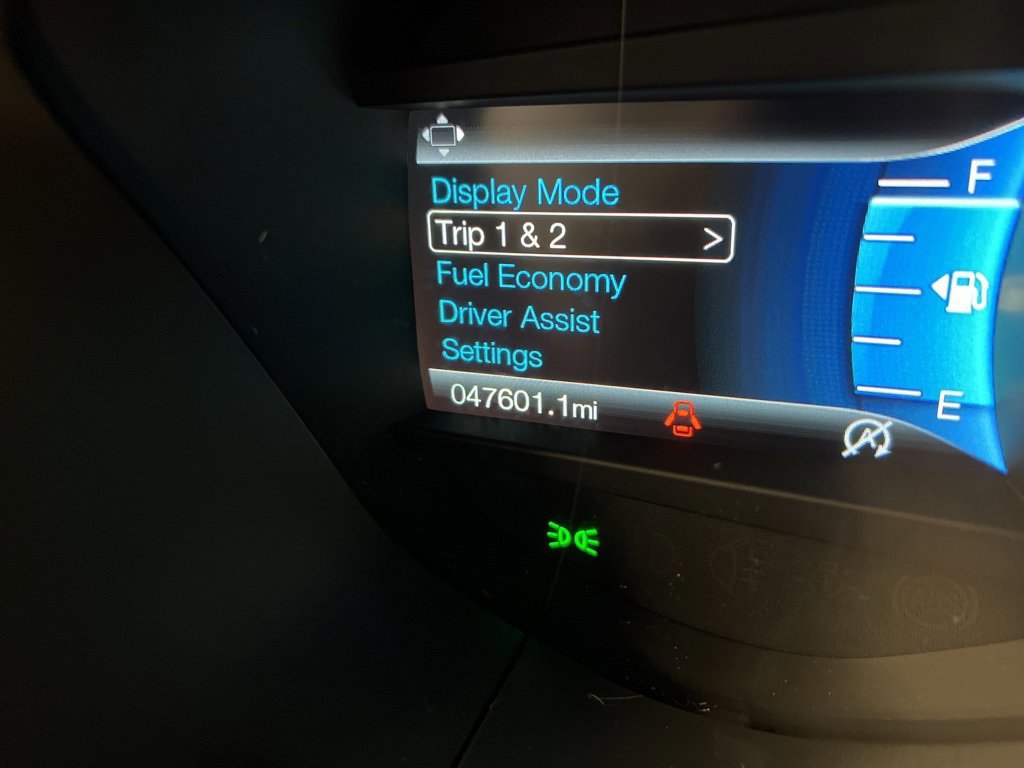 Display Mode
Trip 1 & 2 >
Fuel Economy
Driver Assist
Settings
047601.1mi
F
E
A